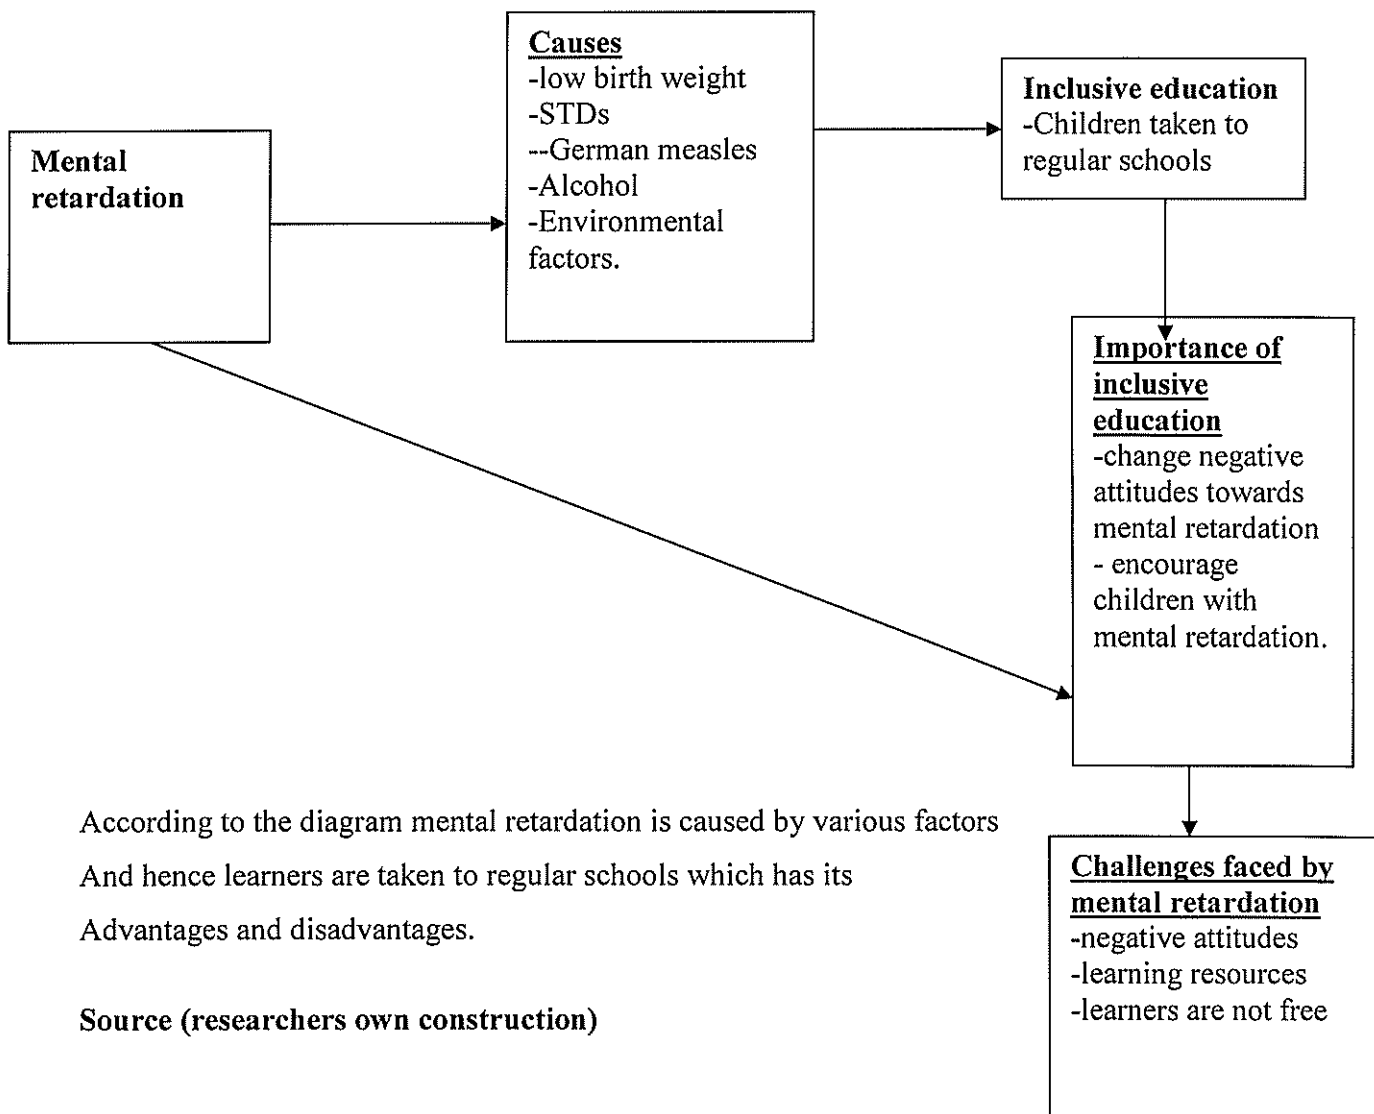 Mental
retardation
Causes
-low birth weight
-STDs
--German measles
-Alcohol
-Environmental
factors.
Inclusive education
-Children taken to
regular schools
Importance of
inclusive
education
-change negative
attitudes towards
mental retardation
- encourage
children with
mental retardation.
Challenges faced by
mental retardation
-negative attitudes
-learning resources
-learners are not free
According to the diagram mental retardation is caused by various factors
And hence learners are taken to regular schools which has its
Advantages and disadvantages.
Source (researchers own construction)